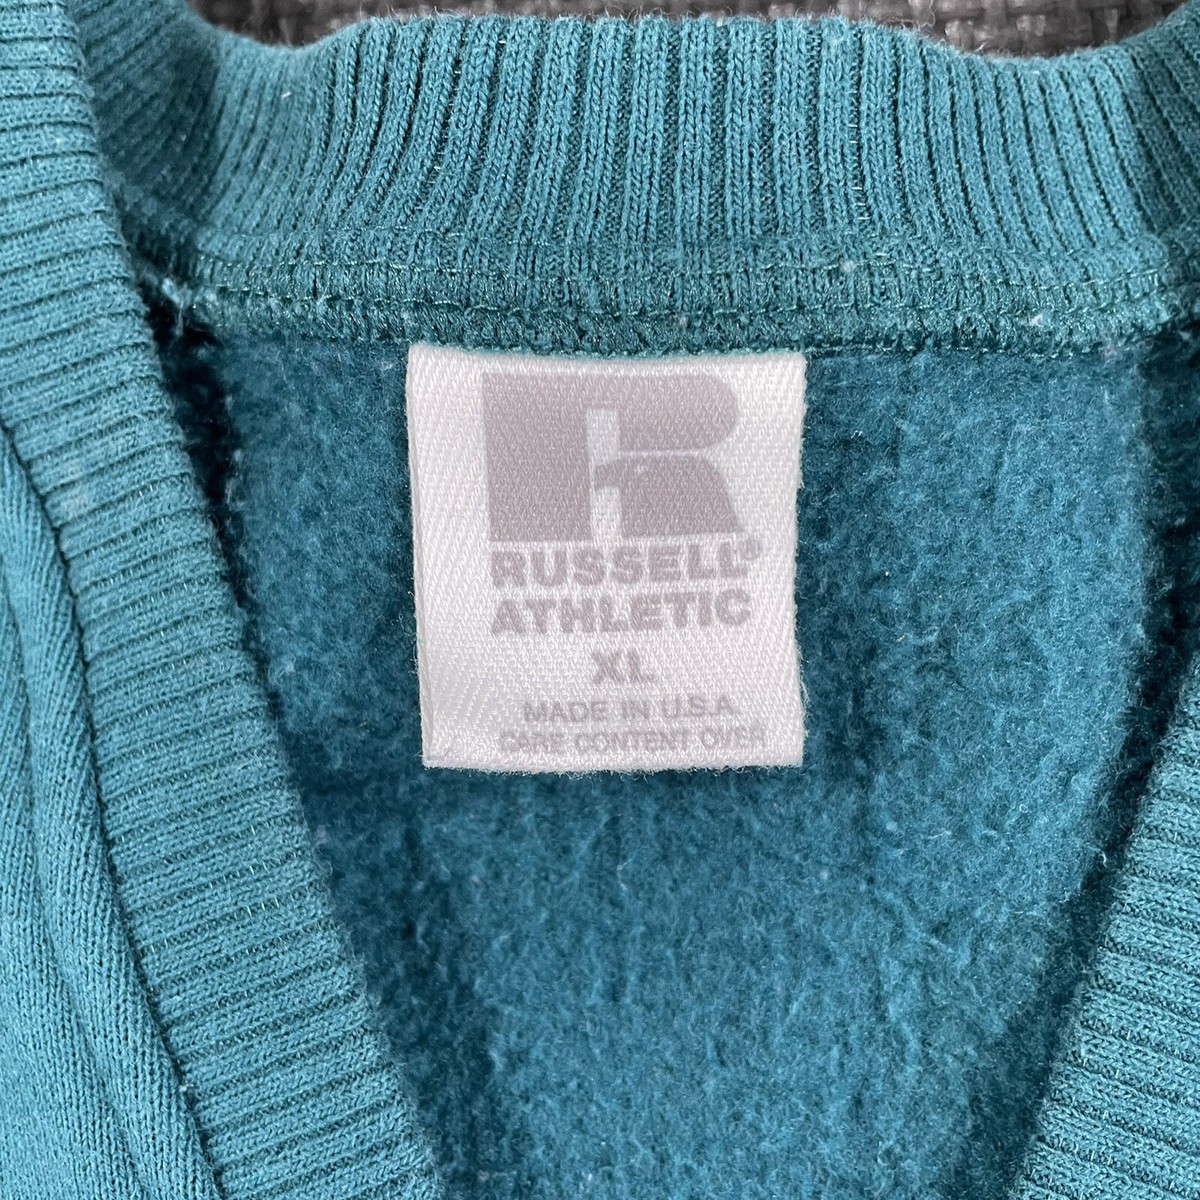 R
RUSSELL®
ATHLETIC
XL
MADE IN U.S.A.
CARE CONTENT OVER